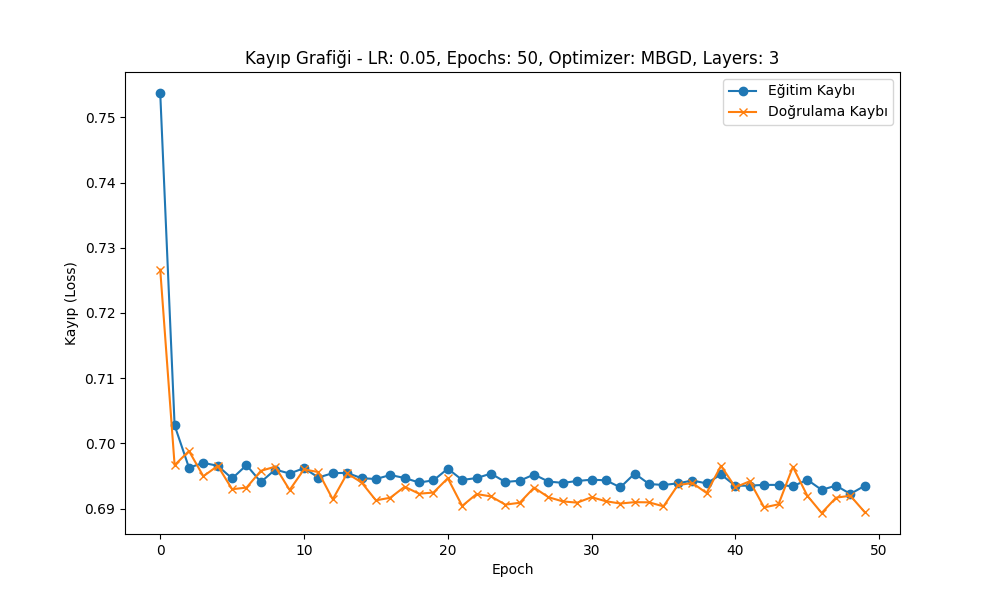 Kayıp Grafiği - LR: 0.05, Epochs: 50, Optimizer: MBGD, Layers: 3
Eğitim Kaybı
Doğrulama Kaybı
Kayıp (Loss)
0.75
0.74
0.73
0.72
0.71
0.70
0.69
0 10 20 30 40 50
Epoch